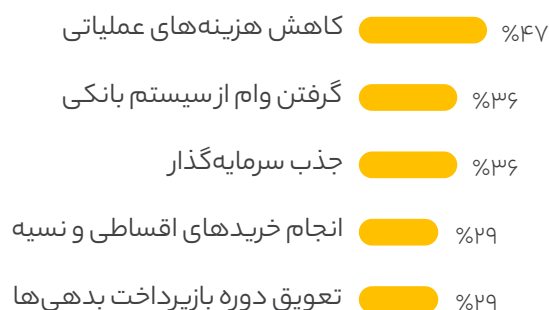 کاهش هزینه‌های عملیاتی %۴۷
گرفتن وام از سیستم بانکی %۳۶
جذب سرمایه‌گذار %۳۶
انجام خریدهای اقساطی و نسیه %۲۹
تعویق دوره بازپرداخت بدهی‌ها %۲۹